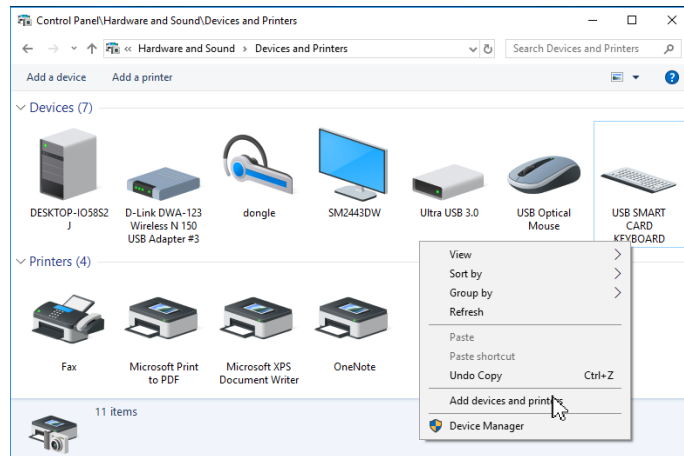 Control Panel\Hardware and Sound\Devices and Printers
« Hardware and Sound > Devices and Printers
Search Devices and Printers
Add a device
Add a printer
Devices (7)
DESKTOP-IO58S2
J
D-Link DWA-123
Wireless N 150
USB Adapter #3
dongle
SM2443DW
Ultra USB 3.0
USB Optical
Mouse
USB SMART
CARD
KEYBOARD
Printers (4)
Fax
Microsoft Print
to PDF
Microsoft XPS
Document Writer
OneNote
View
Sort by
Group by
Refresh
Paste
Paste shortcut
Undo Copy Ctrl+Z
Add devices and printers
Device Manager
11 items